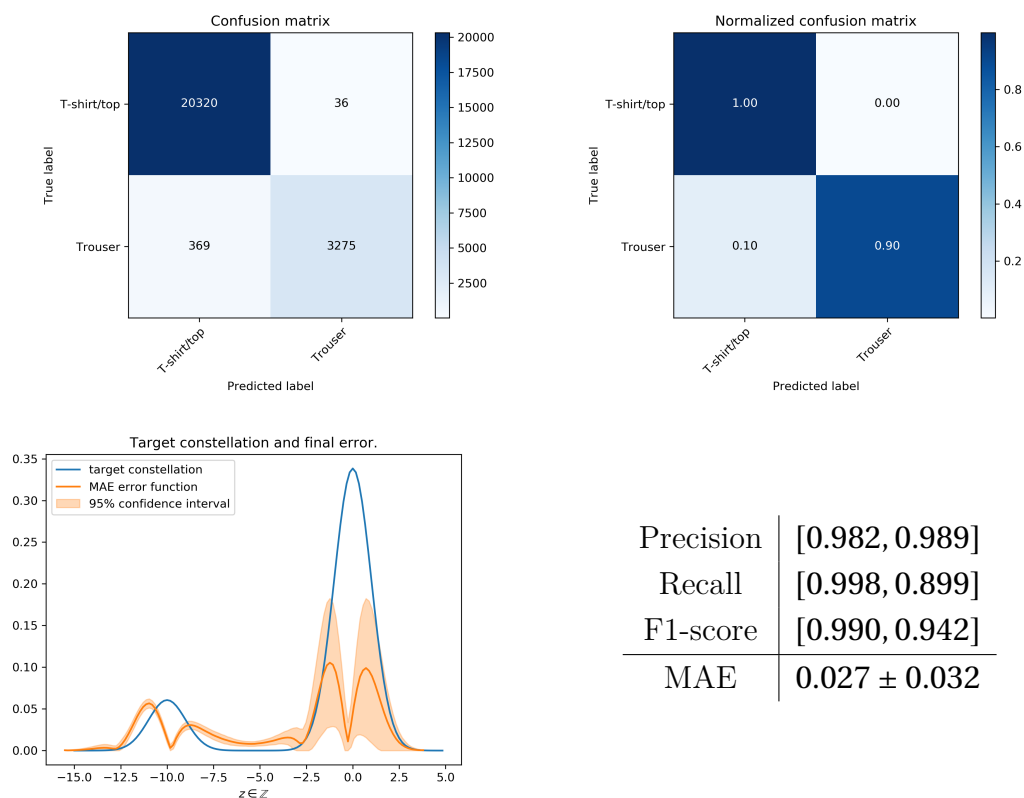 Confusion matrix
T-shirt/top
Trouser
True label
20320
36
369
3275
T-shirt/top
Trouser
Predicted label
20000
17500
15000
12500
10000
7500
5000
2500
Normalized confusion matrix
T-shirt/top
Trouser
True label
1.00
0.00
0.10
0.90
T-shirt/top
Trouser
Predicted label
0.8
0.6
0.4
0.2
Target constellation and final error.
target constellation
MAE error function
95% confidence interval
0.35
0.30
0.25
0.20
0.15
0.10
0.05
0.00
−15.0 −12.5 −10.0 −7.5 −5.0 −2.5 0.0 2.5 5.0
z ∈ ℤ
Precision [0.982, 0.989]
Recall [0.998, 0.899]
F1-score [0.990, 0.942]
MAE 0.027 ± 0.032